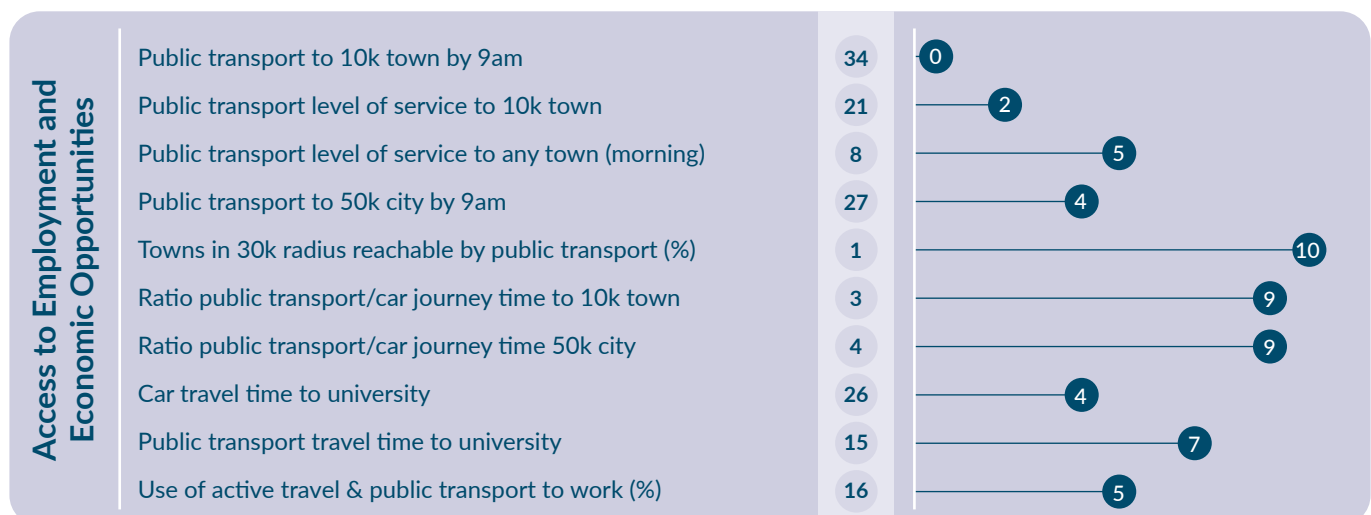 Access to Employment and
Economic Opportunities
Public transport to 10k town by 9am 34 0
Public transport level of service to 10k town 21 2
Public transport level of service to any town (morning) 8 5
Public transport to 50k city by 9am 27 4
Towns in 30k radius reachable by public transport (%) 1 10
Ratio public transport/car journey time to 10k town 3 9
Ratio public transport/car journey time 50k city 4 9
Car travel time to university 26 4
Public transport travel time to university 15 7
Use of active travel & public transport to work (%) 16 5